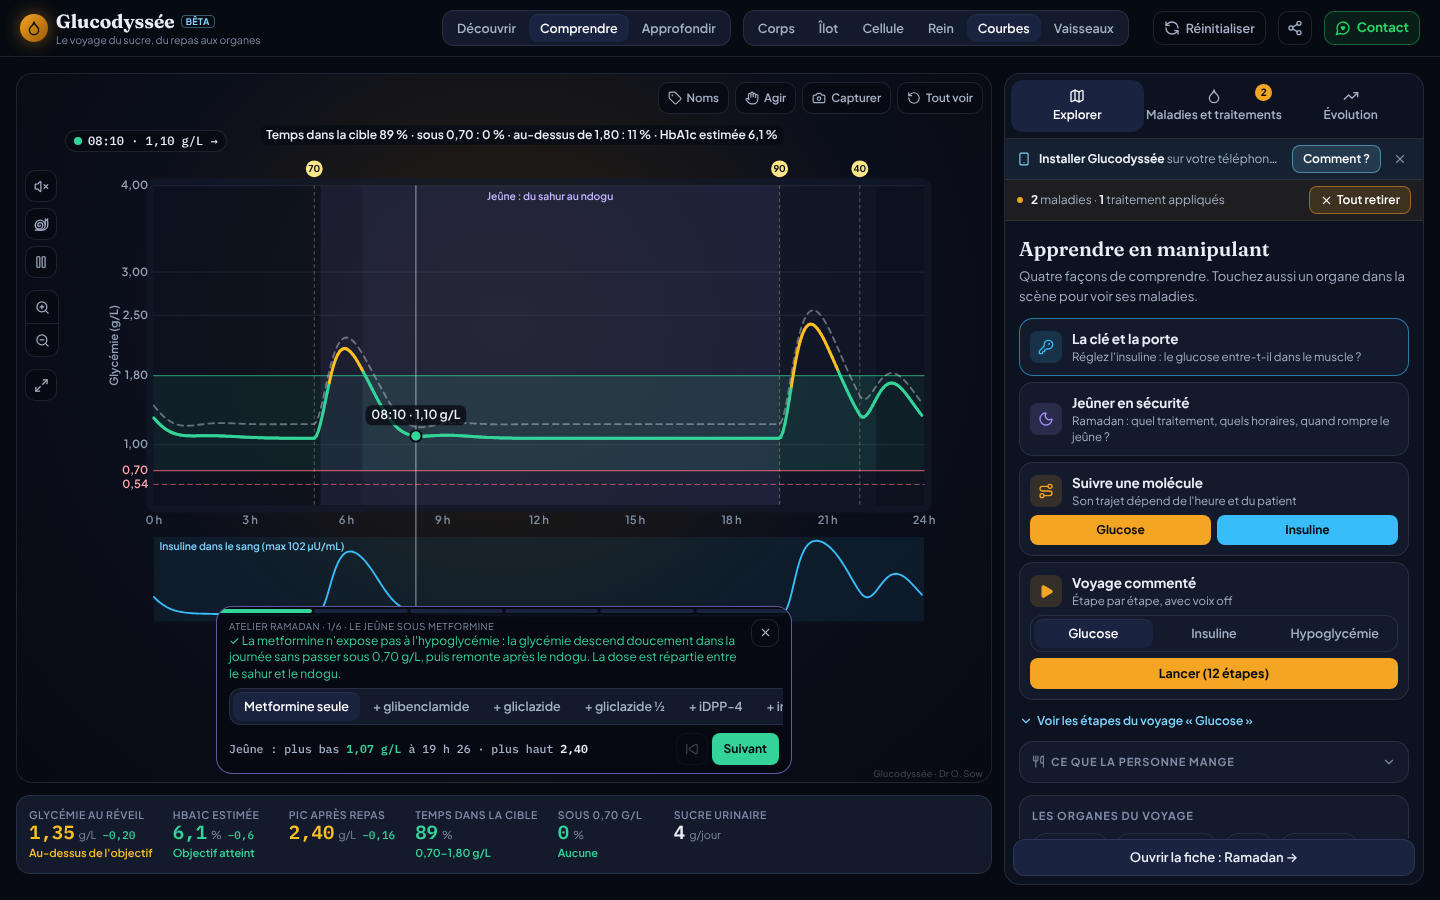 Glucodyssée BÊTA
Le voyage du sucre, du repas aux organes
Découvrir Comprendre Approfondir
Corps Îlot Cellule Rein Courbes Vaisseaux
Réinitialiser
Contact
Noms Agir Capturer Tout voir
08:10 · 1,10 g/L →
Temps dans la cible 89 % · sous 0,70 : 0 % · au-dessus de 1,80 : 11 % · HbA1c estimée 6,1 %
70 90 40
Jeûne : du sahur au ndogu
Glycémie (g/L)
4,00
3,00
2,50
1,80
1,00
0,70
0,54
08:10 · 1,10 g/L
0 h 3 h 6 h 9 h 12 h 15 h 18 h 21 h 24 h
Insuline dans le sang (max 102 µU/mL)
ATELIER RAMADAN · 1/6 · LE JEÛNE SOUS METFORMINE
✓ La metformine n'expose pas à l'hypoglycémie : la glycémie descend doucement dans la
journée sans passer sous 0,70 g/L, puis remonte après le ndogu. La dose est répartie entre
le sahur et le ndogu.
Metformine seule + glibenclamide + gliclazide + gliclazide ½ + iDPP-4
Jeûne : plus bas 1,07 g/L à 19 h 26 · plus haut 2,40
Suivant
Glucodyssée · Dr O. Sow
GLYCÉMIE AU RÉVEIL
1,35 g/L −0,20
Au-dessus de l'objectif
HBA1C ESTIMÉE
6,1 % −0,6
Objectif atteint
PIC APRÈS REPAS
2,40 g/L −0,16
TEMPS DANS LA CIBLE
89 %
0,70–1,80 g/L
SOUS 0,70 G/L
0 %
Aucune
SUCRE URINAIRE
4 g/jour
Explorer
Maladies et traitements 2
Évolution
Installer Glucodyssée sur votre téléphon...
Comment ?
2 maladies · 1 traitement appliqués
Tout retirer
Apprendre en manipulant
Quatre façons de comprendre. Touchez aussi un organe dans la
scène pour voir ses maladies.
La clé et la porte
Réglez l'insuline : le glucose entre-t-il dans le muscle ?
Jeûner en sécurité
Ramadan : quel traitement, quels horaires, quand rompre le
jeûne ?
Suivre une molécule
Son trajet dépend de l'heure et du patient
Glucose Insuline
Voyage commenté
Étape par étape, avec voix off
Glucose Insuline Hypoglycémie
Lancer (12 étapes)
Voir les étapes du voyage « Glucose »
CE QUE LA PERSONNE MANGE
LES ORGANES DU VOYAGE
Ouvrir la fiche : Ramadan →